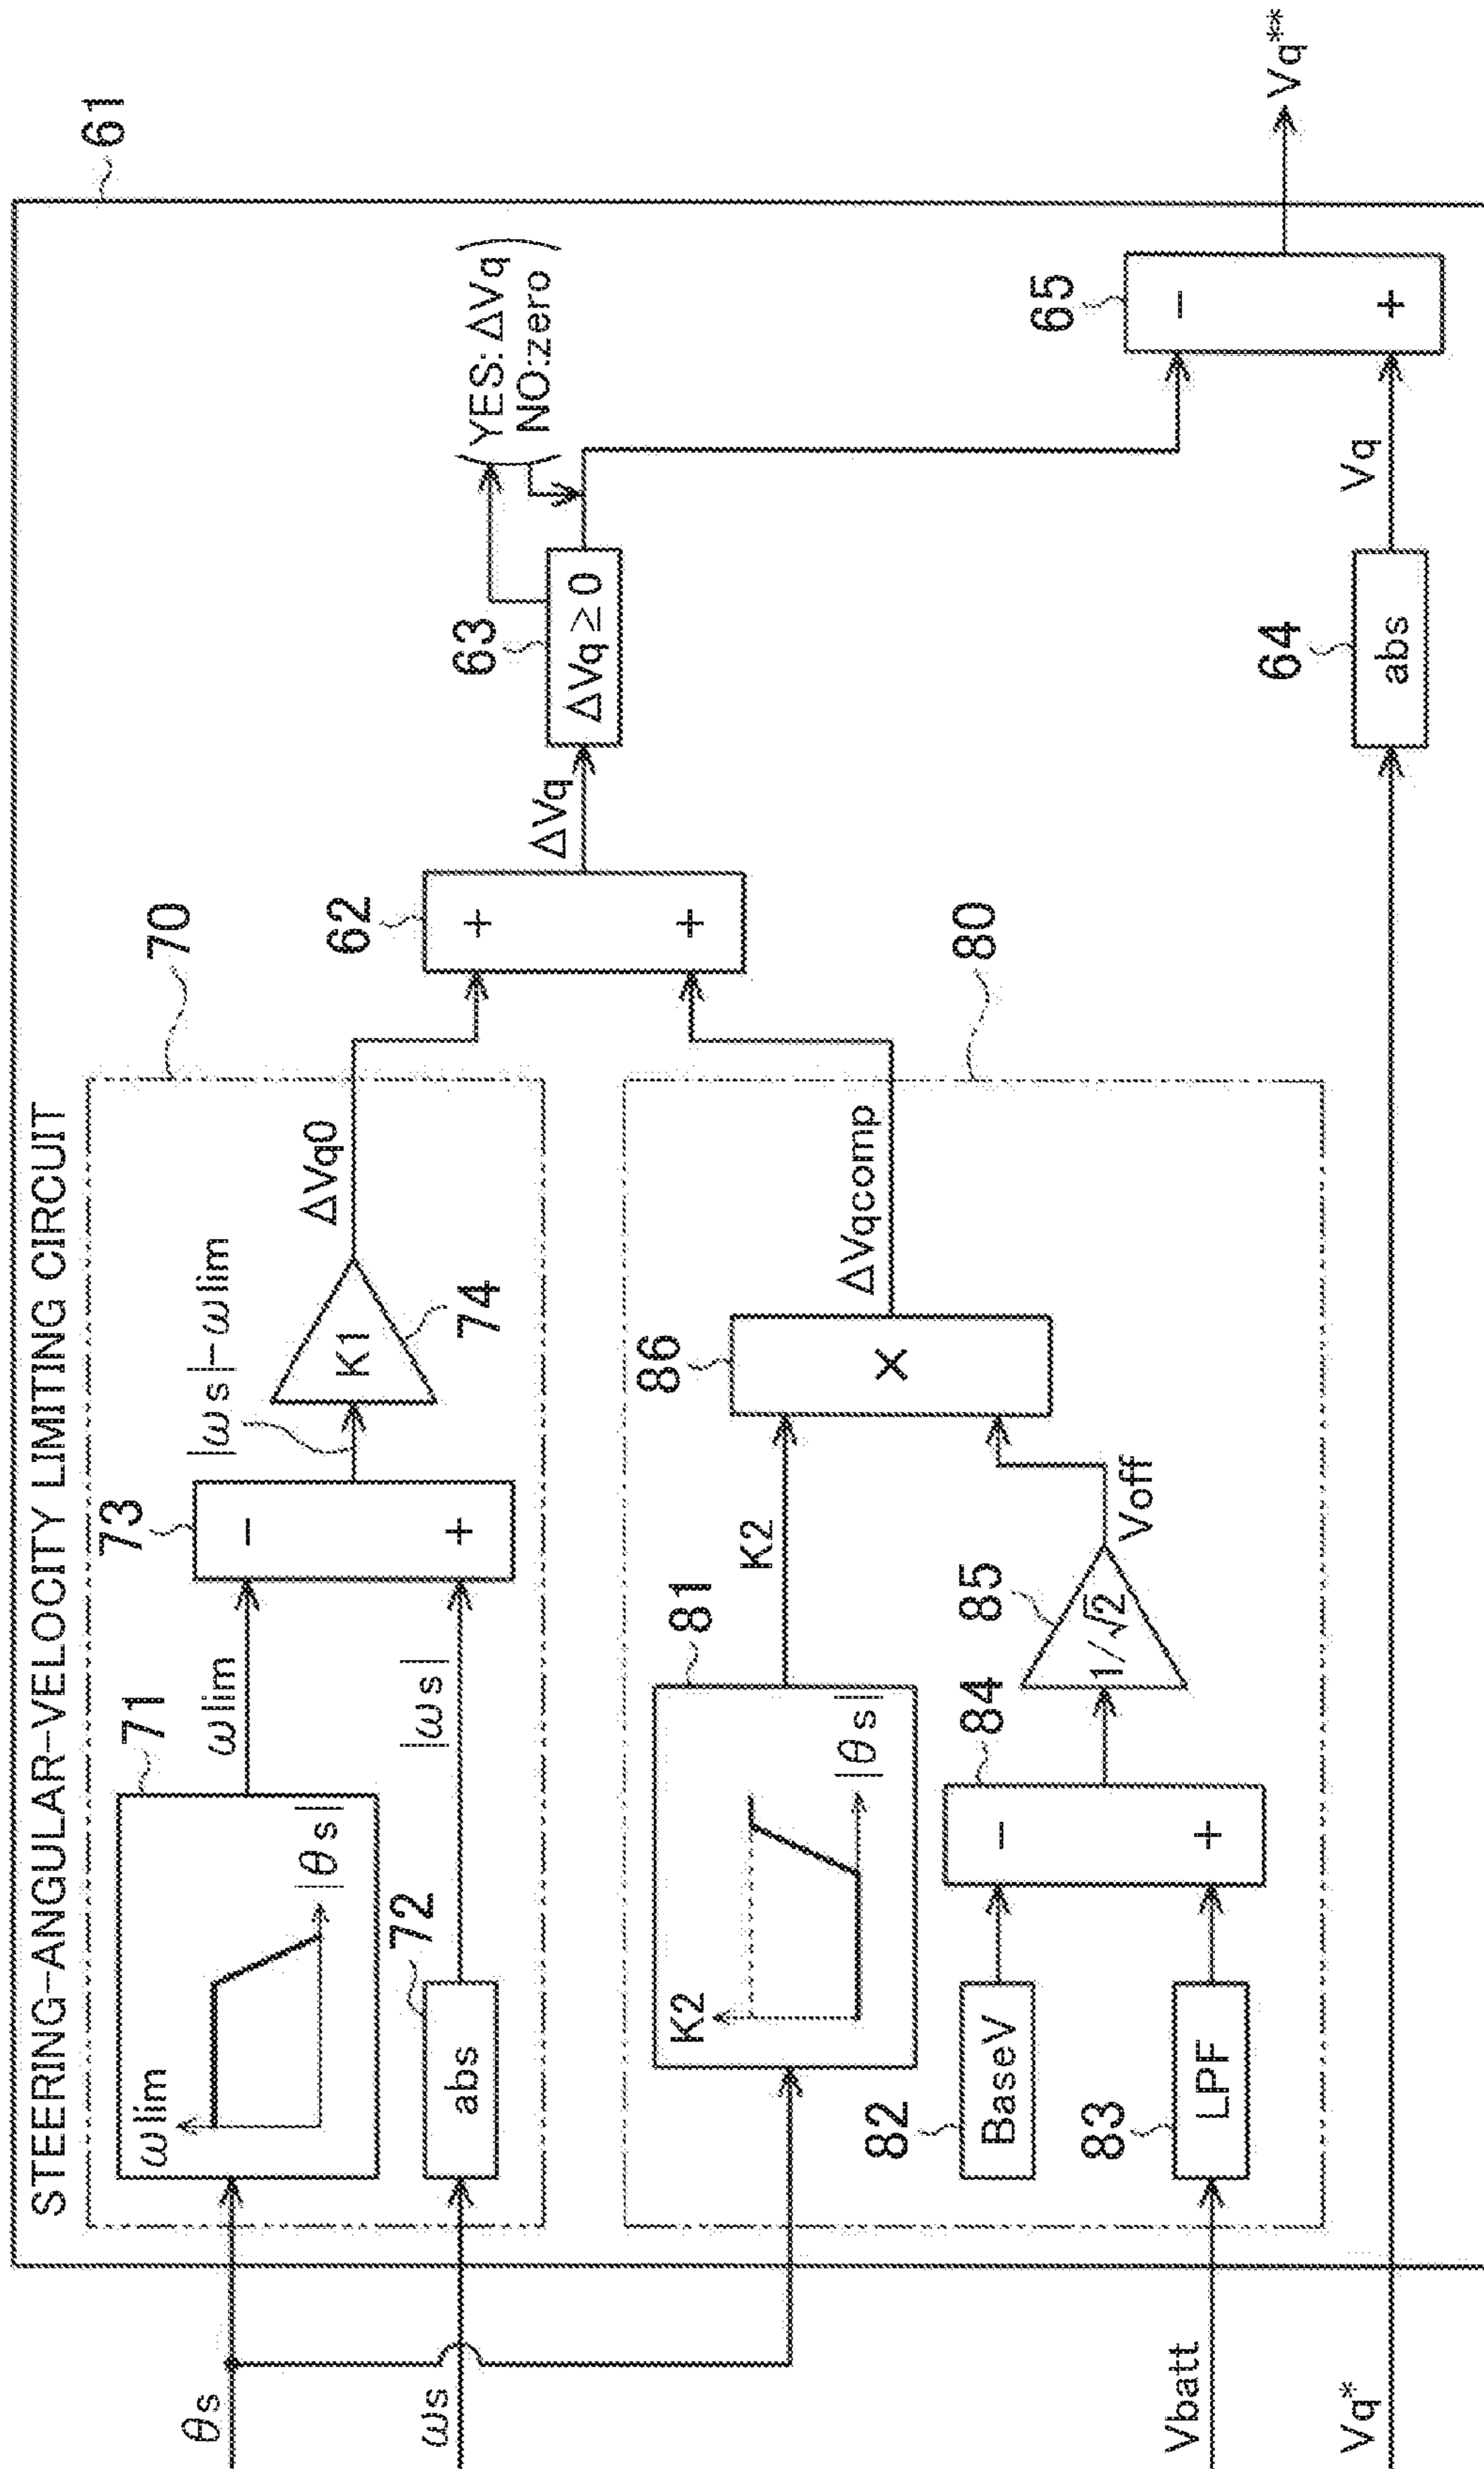 STEERING-ANGULAR-VELOCITY LIMITING CIRCUIT
61
70
71
ωlim
|θs|
θs
ωlim
73
−
+
|ωs|−ωlim
K1
74
ΔVq0
72
abs
ωs
|ωs|
62
+
+
ΔVq
63
ΔVq≥0
(YES:ΔVq
NO:zero)
80
81
K2
|θs|
K2
86
×
ΔVqcomp
82
BaseV
84
−
+
85
1/√2
Voff
83
LPF
Vbatt
65
−
+
Vq**
64
abs
Vq*
Vq